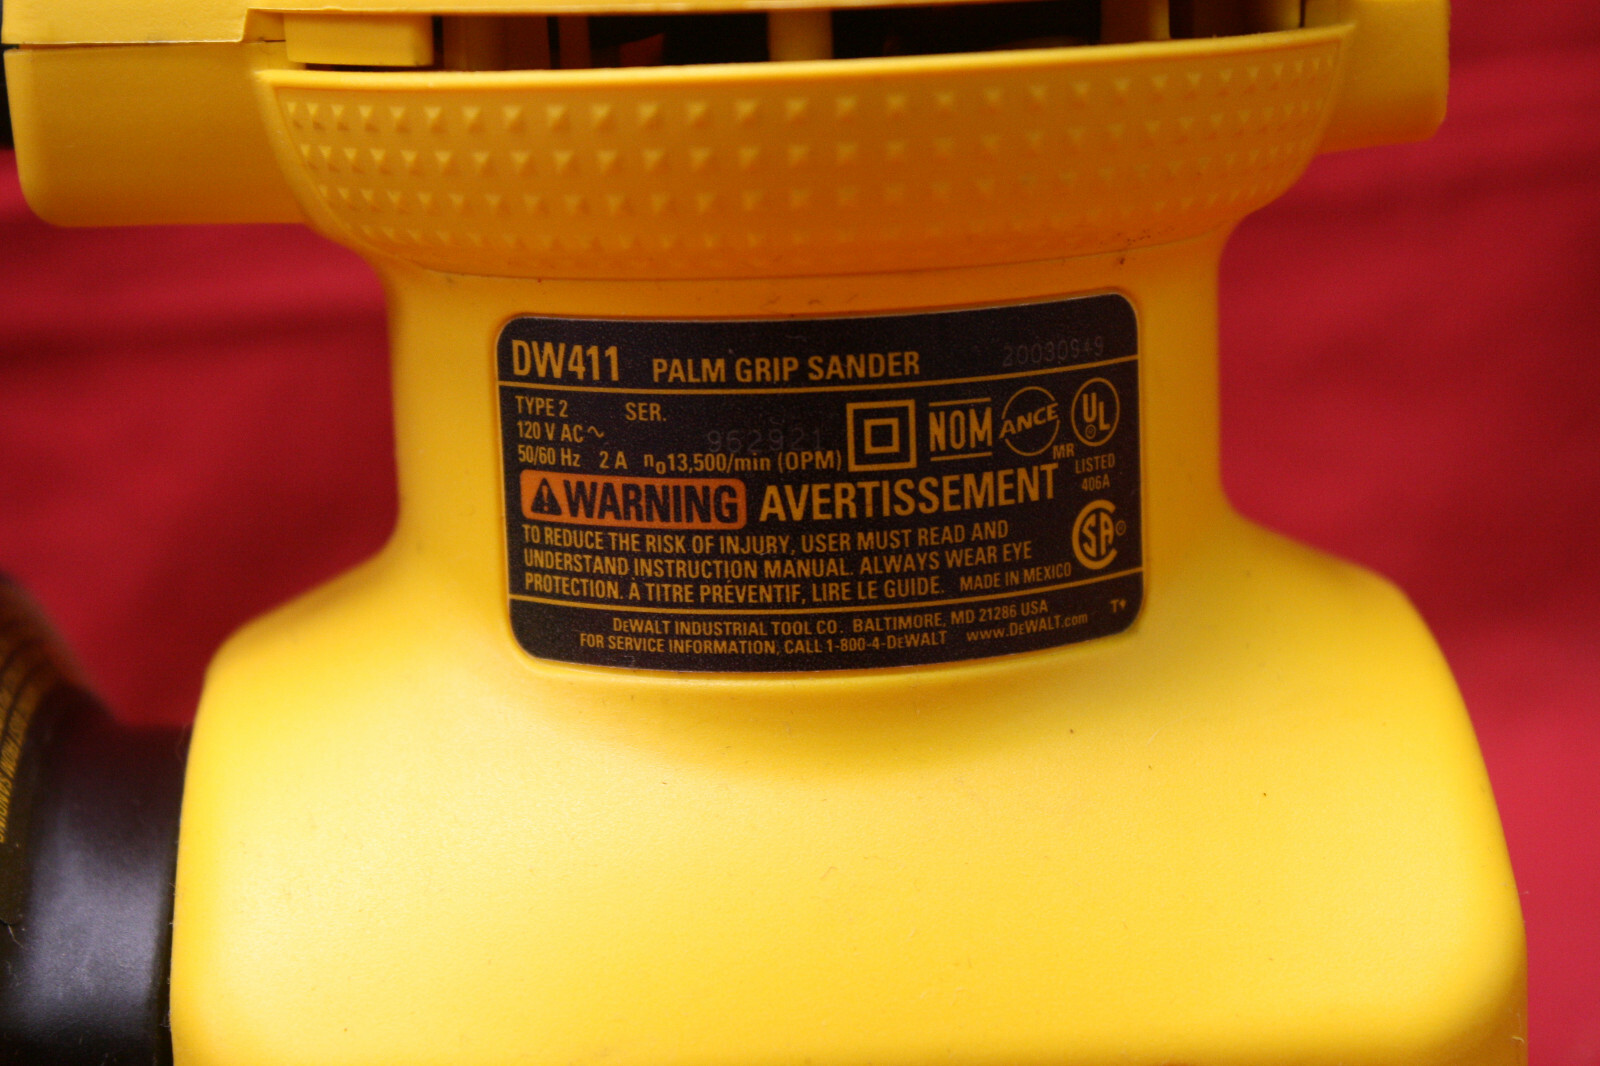 DW411 PALM GRIP SANDER
TYPE 2 SER. 962921
120 V AC ~
50/60 Hz 2 A n₀13,500/min (OPM)
NOM
ANCE
MR
UL
LISTED
406A
⚠WARNING AVERTISSEMENT
TO REDUCE THE RISK OF INJURY, USER MUST READ AND
UNDERSTAND INSTRUCTION MANUAL. ALWAYS WEAR EYE
PROTECTION. À TITRE PRÉVENTIF, LIRE LE GUIDE. MADE IN MEXICO
CSA
DEWALT INDUSTRIAL TOOL CO. BALTIMORE, MD 21286 USA
FOR SERVICE INFORMATION, CALL 1-800-4-DEWALT www.DEWALT.com